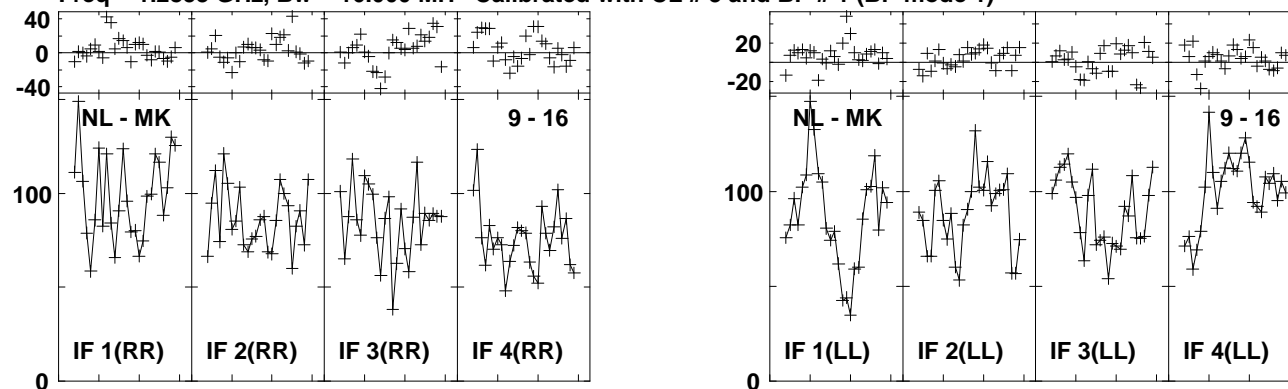 40
0
-40
NL - MK
9 - 16
100
0
IF 1(RR)
IF 2(RR)
IF 3(RR)
IF 4(RR)
20
0
-20
NL - MK
9 - 16
100
0
IF 1(LL)
IF 2(LL)
IF 3(LL)
IF 4(LL)